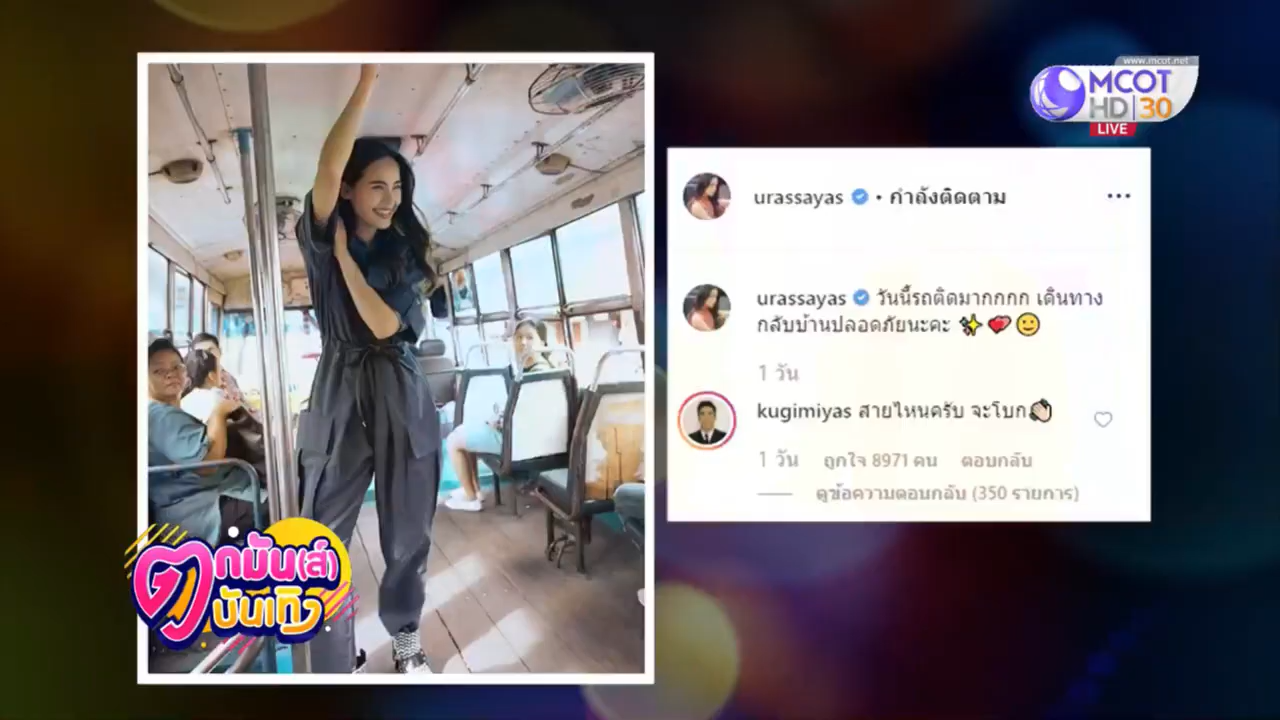 www.mcot.net
MCOT
HD 30
LIVE
urassayas • กำลังติดตาม
urassayas วันนี้รถติดมากกกก เดินทาง
กลับบ้านปลอดภัยนะคะ ✨💕🙂
1 วัน
kugimiyas สายไหนครับ จะโบก👋🏻
1 วัน ถูกใจ 8971 คน ตอบกลับ
ดูข้อความตอบกลับ (350 รายการ)
ตกมัน(ส์)
บันเทิง